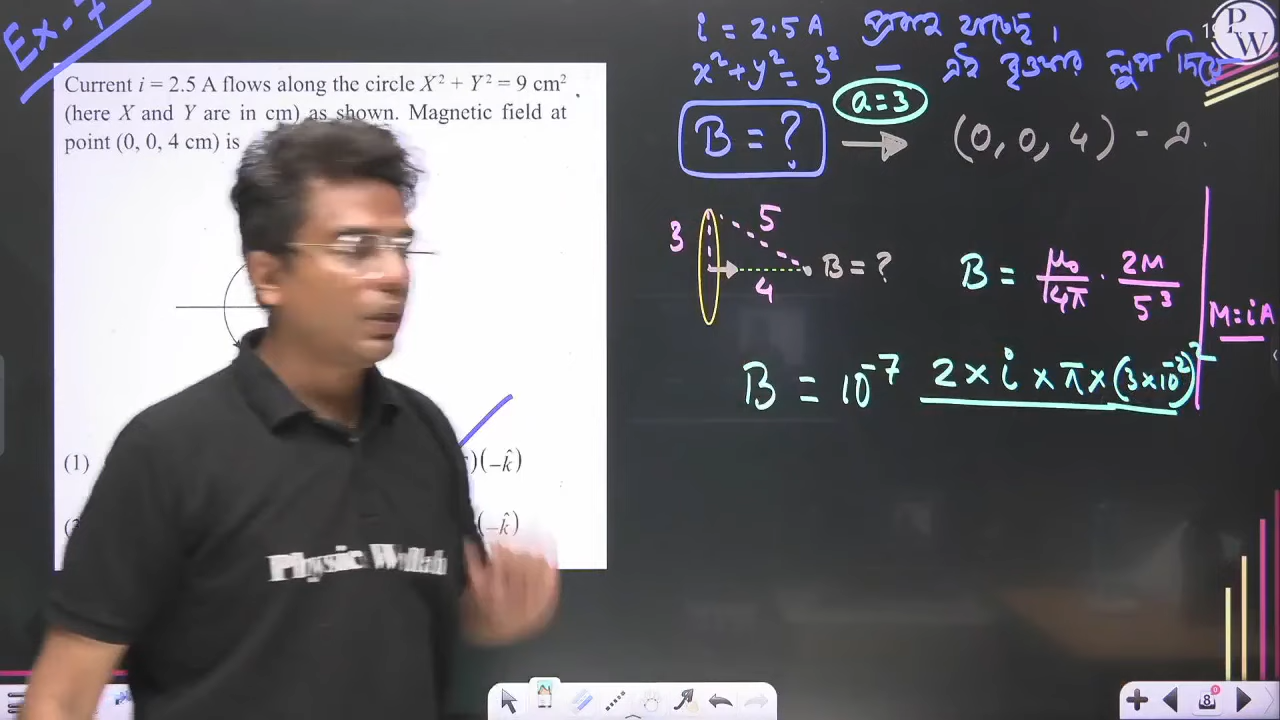 Ex.7
Current i = 2.5 A flows along the circle X² + Y² = 9 cm²
(here X and Y are in cm) as shown. Magnetic field at
point (0, 0, 4 cm) is
(1)
)(–k̂)
(–k̂)
i = 2.5 A
x² + y² = 3² – এই বৃত্তাকার লুপ দিয়ে
a = 3
B = ? → (0, 0, 4) -
3
5
4
B = ?
B = μ₀/4π · 2M/5³
M = iA
B = 10⁻⁷ 2 × i × π × (3×10⁻²)²
PW
Physics Wallah
8